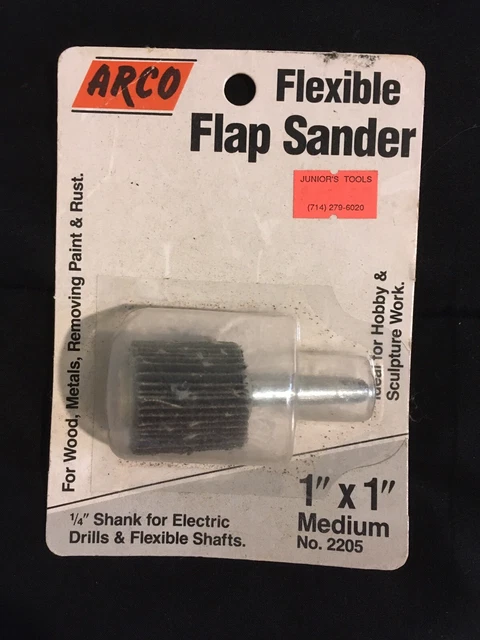 ARCO
Flexible
Flap Sander
JUNIOR'S TOOLS
(714) 279-6020
For Wood, Metals, Removing Paint & Rust.
Ideal for Hobby &
Sculpture Work.
1" x 1"
Medium
No. 2205
1/4" Shank for Electric
Drills & Flexible Shafts.